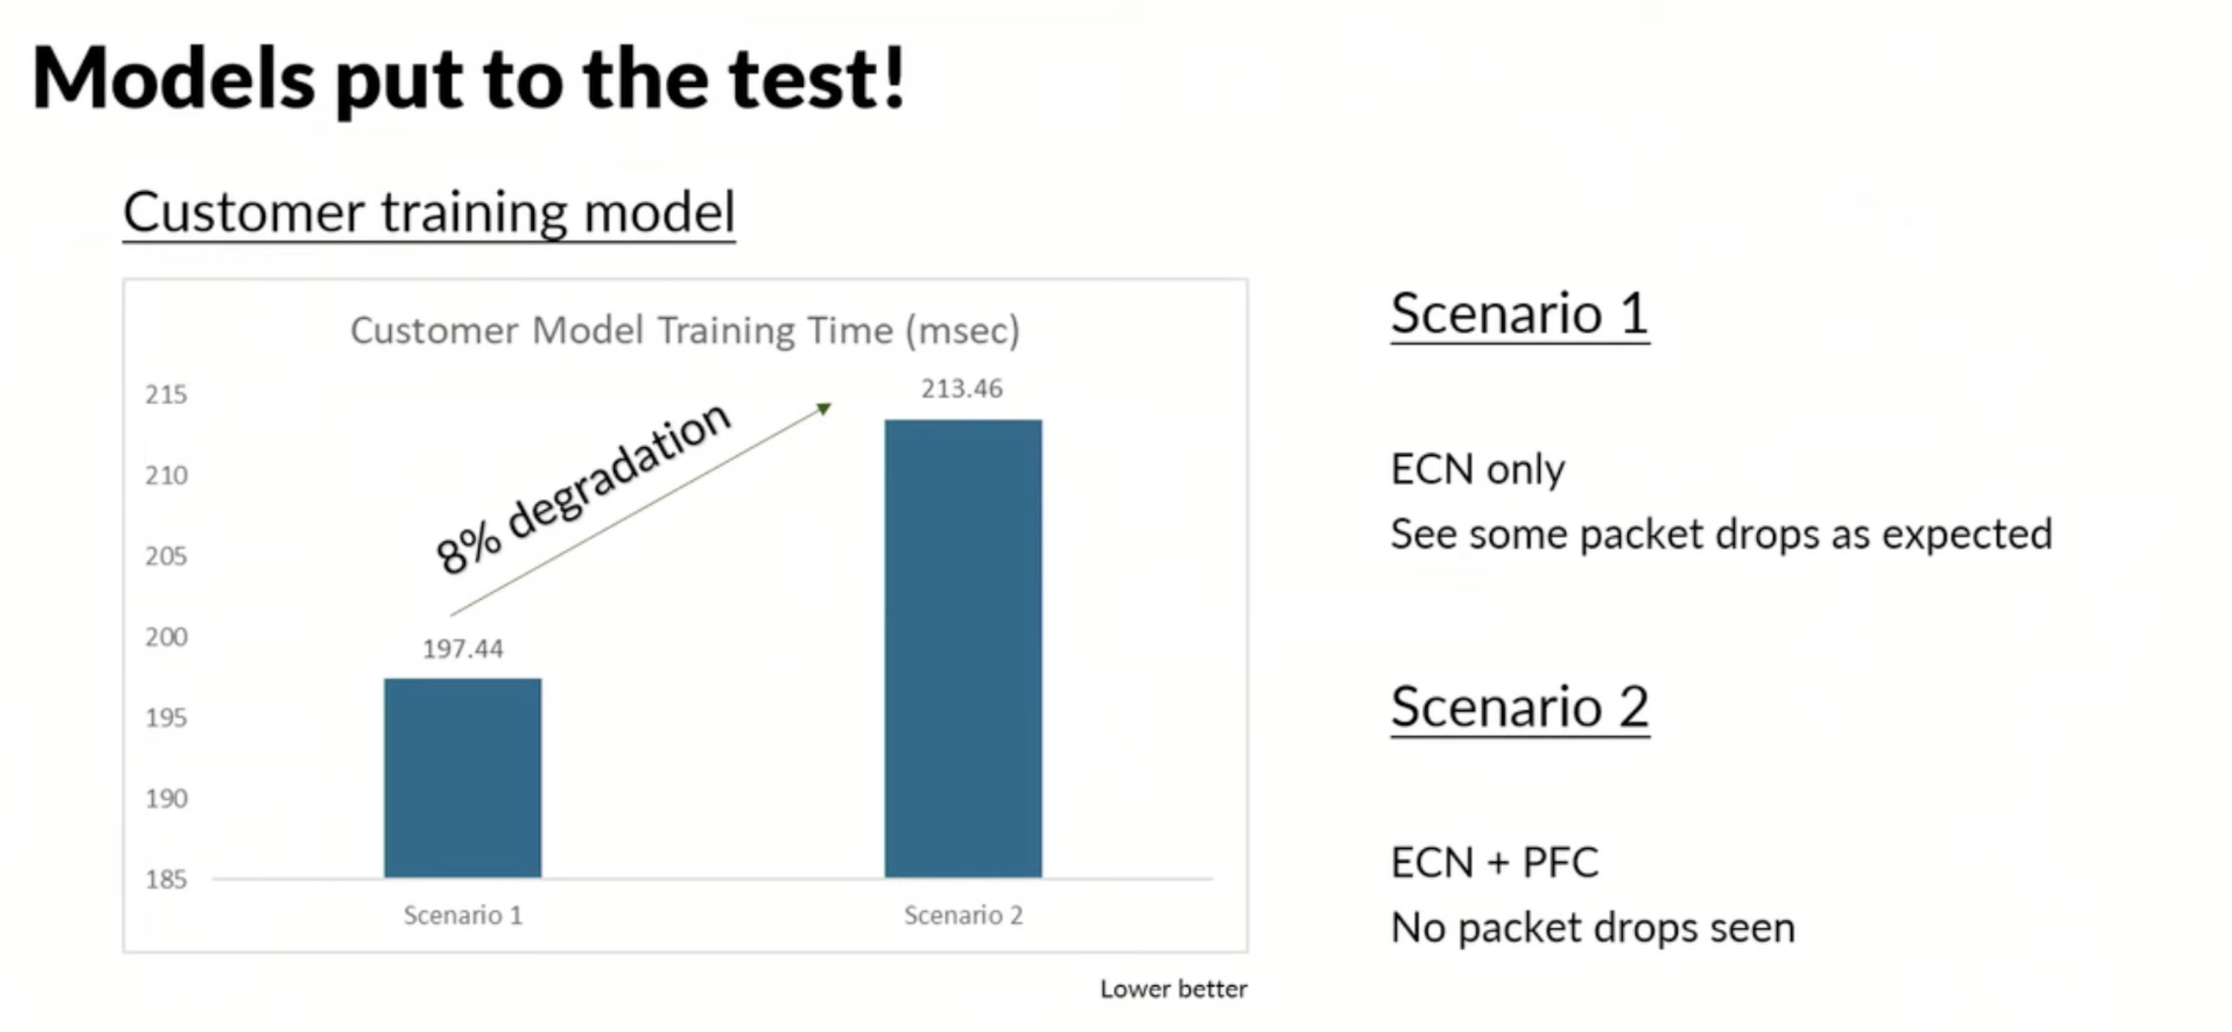 Models put to the test!
Customer training model
Customer Model Training Time (msec)
215
210
205
200
195
190
185
8% degradation
197.44
213.46
Scenario 1
Scenario 2
Lower better
Scenario 1
ECN only
See some packet drops as expected
Scenario 2
ECN + PFC
No packet drops seen